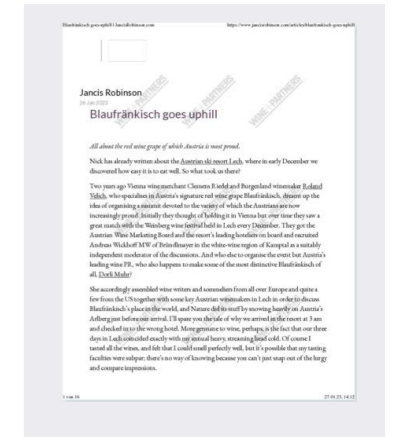 Blaufränkisch goes uphill | JancisRobinson.com https://www.jancisrobinson.com/articles/blaufrankisch-goes-uphill
WINE+PARTNERS WINE+PARTNERS WINE+PARTNERS
Jancis Robinson
26 Jan 2023
Blaufränkisch goes uphill
All about the red wine grape of which Austria is most proud.
Nick has already written about the Austrian ski resort Lech, where in early December we
discovered how easy it is to eat well. So what took us there?
Two years ago Vienna wine merchant Clemens Riedl and Burgenland winemaker Roland
Velich, who specialises in Austria's signature red wine grape Blaufränkisch, dreamt up the
idea of organising a summit devoted to the variety of which the Austrians are now
increasingly proud. Initially they thought of holding it in Vienna but over time they saw a
great match with the Weinberg wine festival held in Lech every December. They got the
Austrian Wine Marketing Board and the resort's leading hoteliers on board and recruited
Andreas Wickhoff MW of Bründlmayer in the white-wine region of Kamptal as a suitably
independent moderator of the discussions. And who else to organise the event but Austria's
leading wine PR, who also happens to make some of the most distinctive Blaufränkisch of
all, Dorli Muhr?
She accordingly assembled wine writers and sommeliers from all over Europe and quite a
few from the US together with some key Austrian winemakers in Lech in order to discuss
Blaufränkisch's place in the world, and Nature did its stuff by snowing heavily on Austria's
Arlberg just before our arrival. I'll spare you the tale of why we arrived in the resort at 3 am
and checked in to the wrong hotel. More germane to wine, perhaps, is the fact that our three
days in Lech coincided exactly with my annual heavy, streaming head cold. Of course I
tasted all the wines, and felt that I could smell perfectly well, but it's possible that my tasting
faculties were subpar: there's no way of knowing because you can't just snap out of the lurgy
and compare impressions.
27.01.23, 14:12